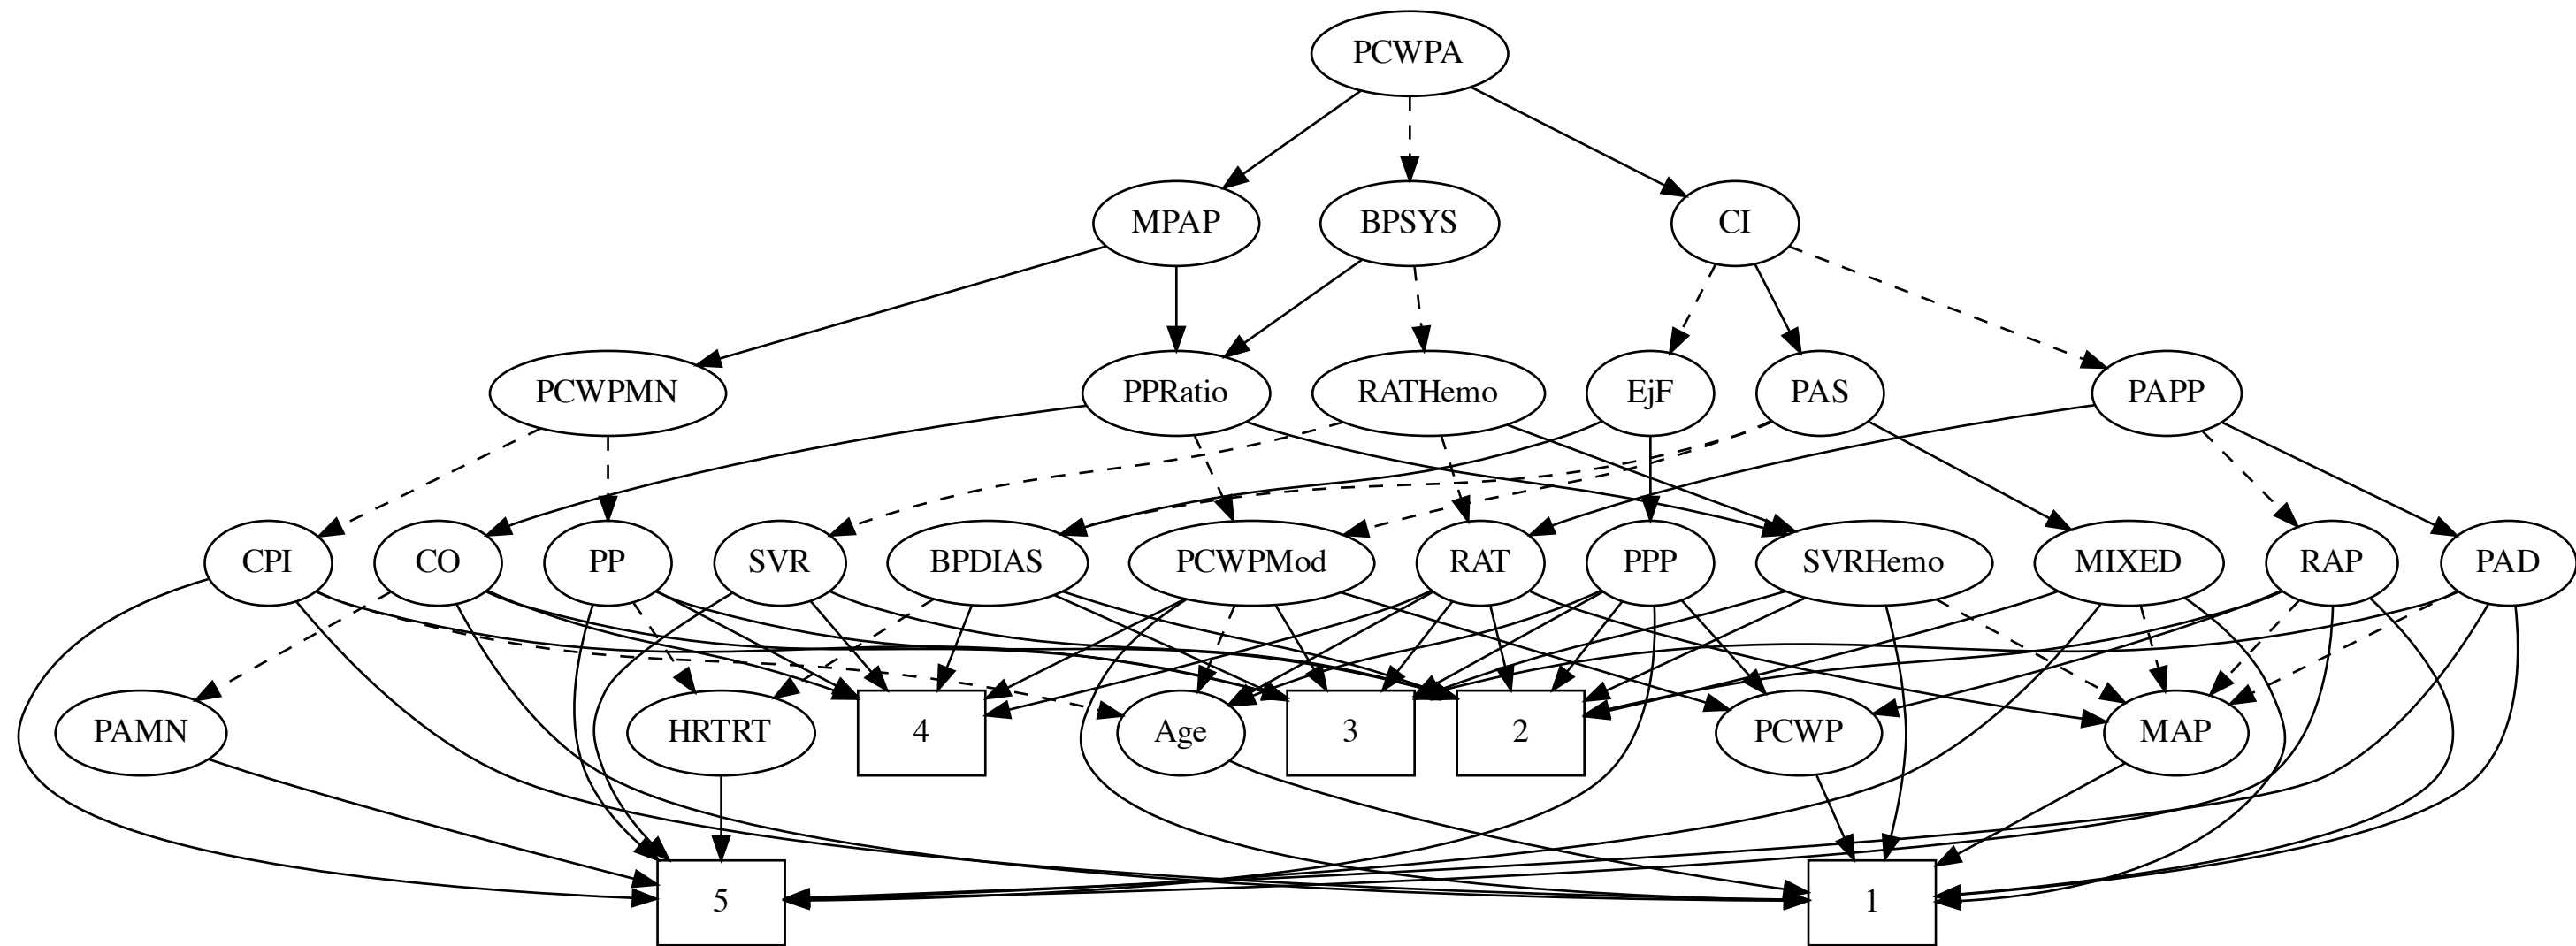 PCWPA
MPAP
BPSYS
CI
PCWPMN
PPRatio
RATHemo
EjF
PAS
PAPP
CPI
CO
PP
SVR
BPDIAS
PCWPMod
RAT
PPP
SVRHemo
MIXED
RAP
PAD
PAMN
HRTRT
4
Age
3
2
PCWP
MAP
5
1